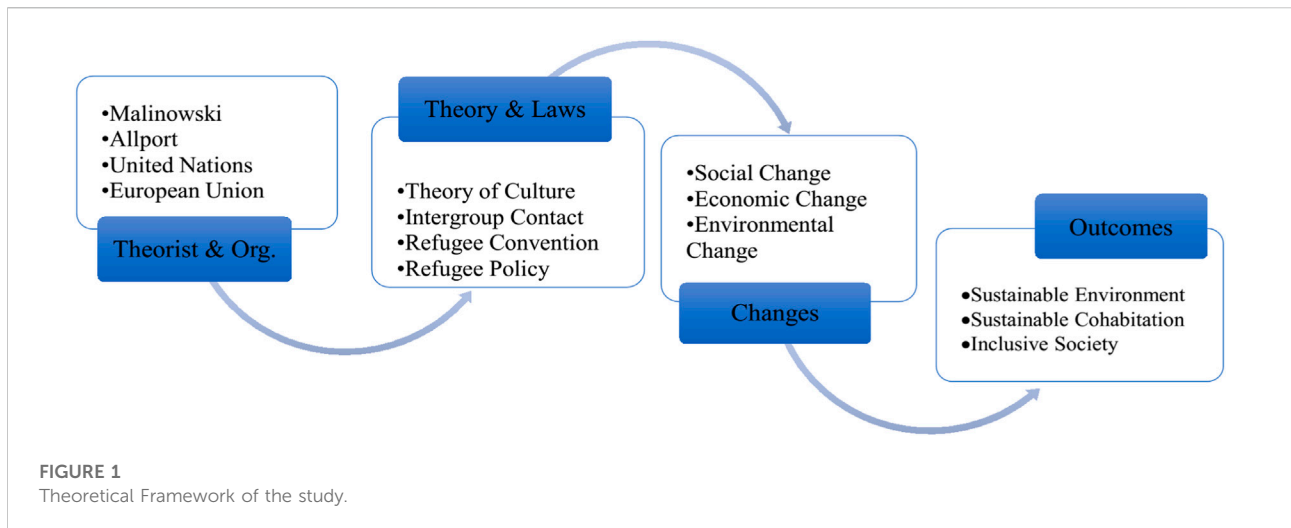 •Malinowski
•Allport
•United Nations
•European Union
Theorist & Org.
Theory & Laws
•Theory of Culture
•Intergroup Contact
•Refugee Convention
•Refugee Policy
•Social Change
•Economic Change
•Environmental
Change
Changes
Outcomes
•Sustainable Environment
•Sustainable Cohabitation
•Inclusive Society
FIGURE 1
Theoretical Framework of the study.